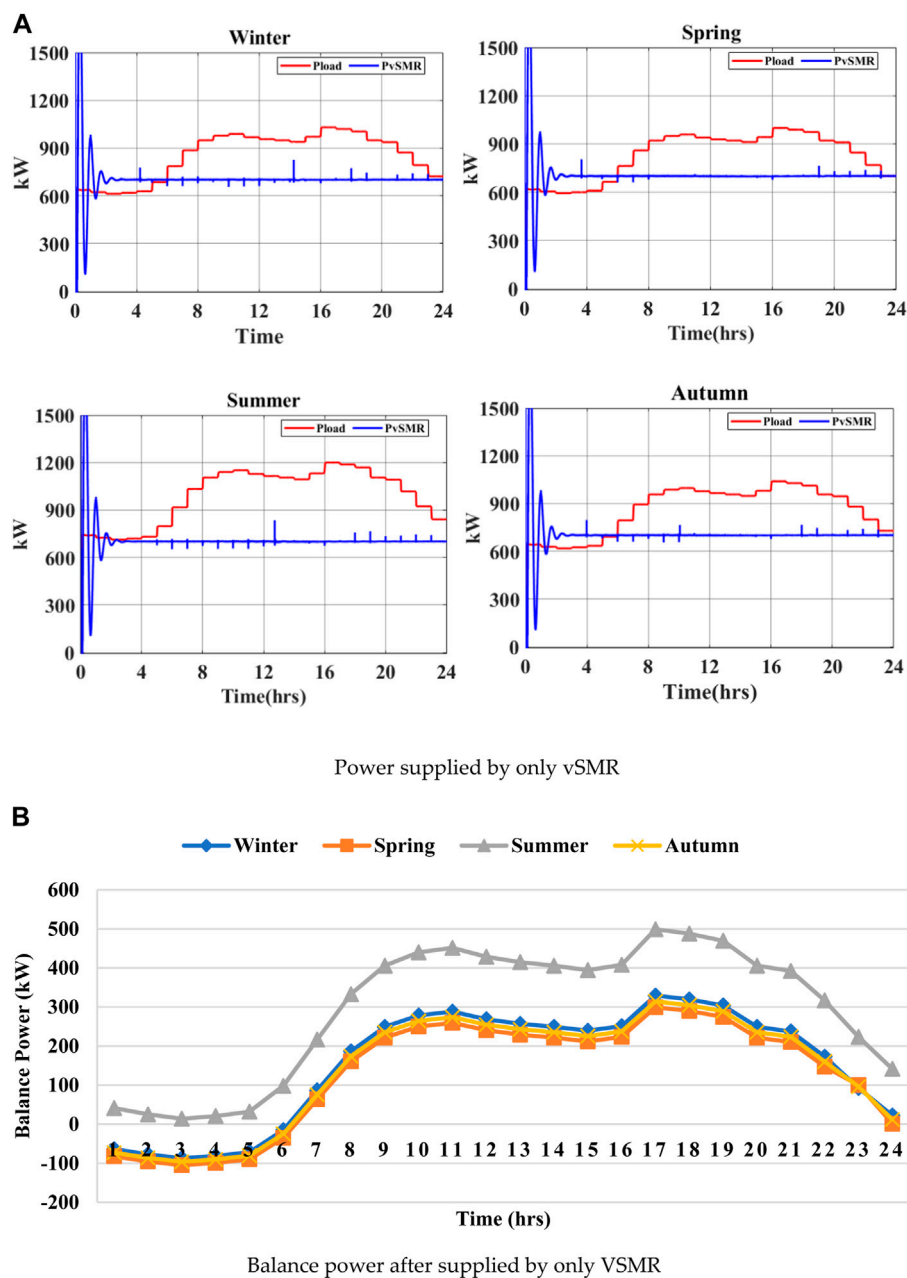 A
Winter
Pload PvSMR
kW
1500
1200
900
600
300
0
0 4 8 12 16 20 24
Time
Spring
Pload PvSMR
kW
1500
1200
900
600
300
0
0 4 8 12 16 20 24
Time(hrs)
Summer
Pload PvSMR
kW
1500
1200
900
600
300
0
0 4 8 12 16 20 24
Time(hrs)
Autumn
Pload PvSMR
kW
1500
1200
900
600
300
0
0 4 8 12 16 20 24
Time(hrs)
Power supplied by only vSMR
B
Winter Spring Summer Autumn
Balance Power (kW)
600
500
400
300
200
100
0
-100
-200
1 2 3 4 5 6 7 8 9 10 11 12 13 14 15 16 17 18 19 20 21 22 23 24
Time (hrs)
Balance power after supplied by only VSMR